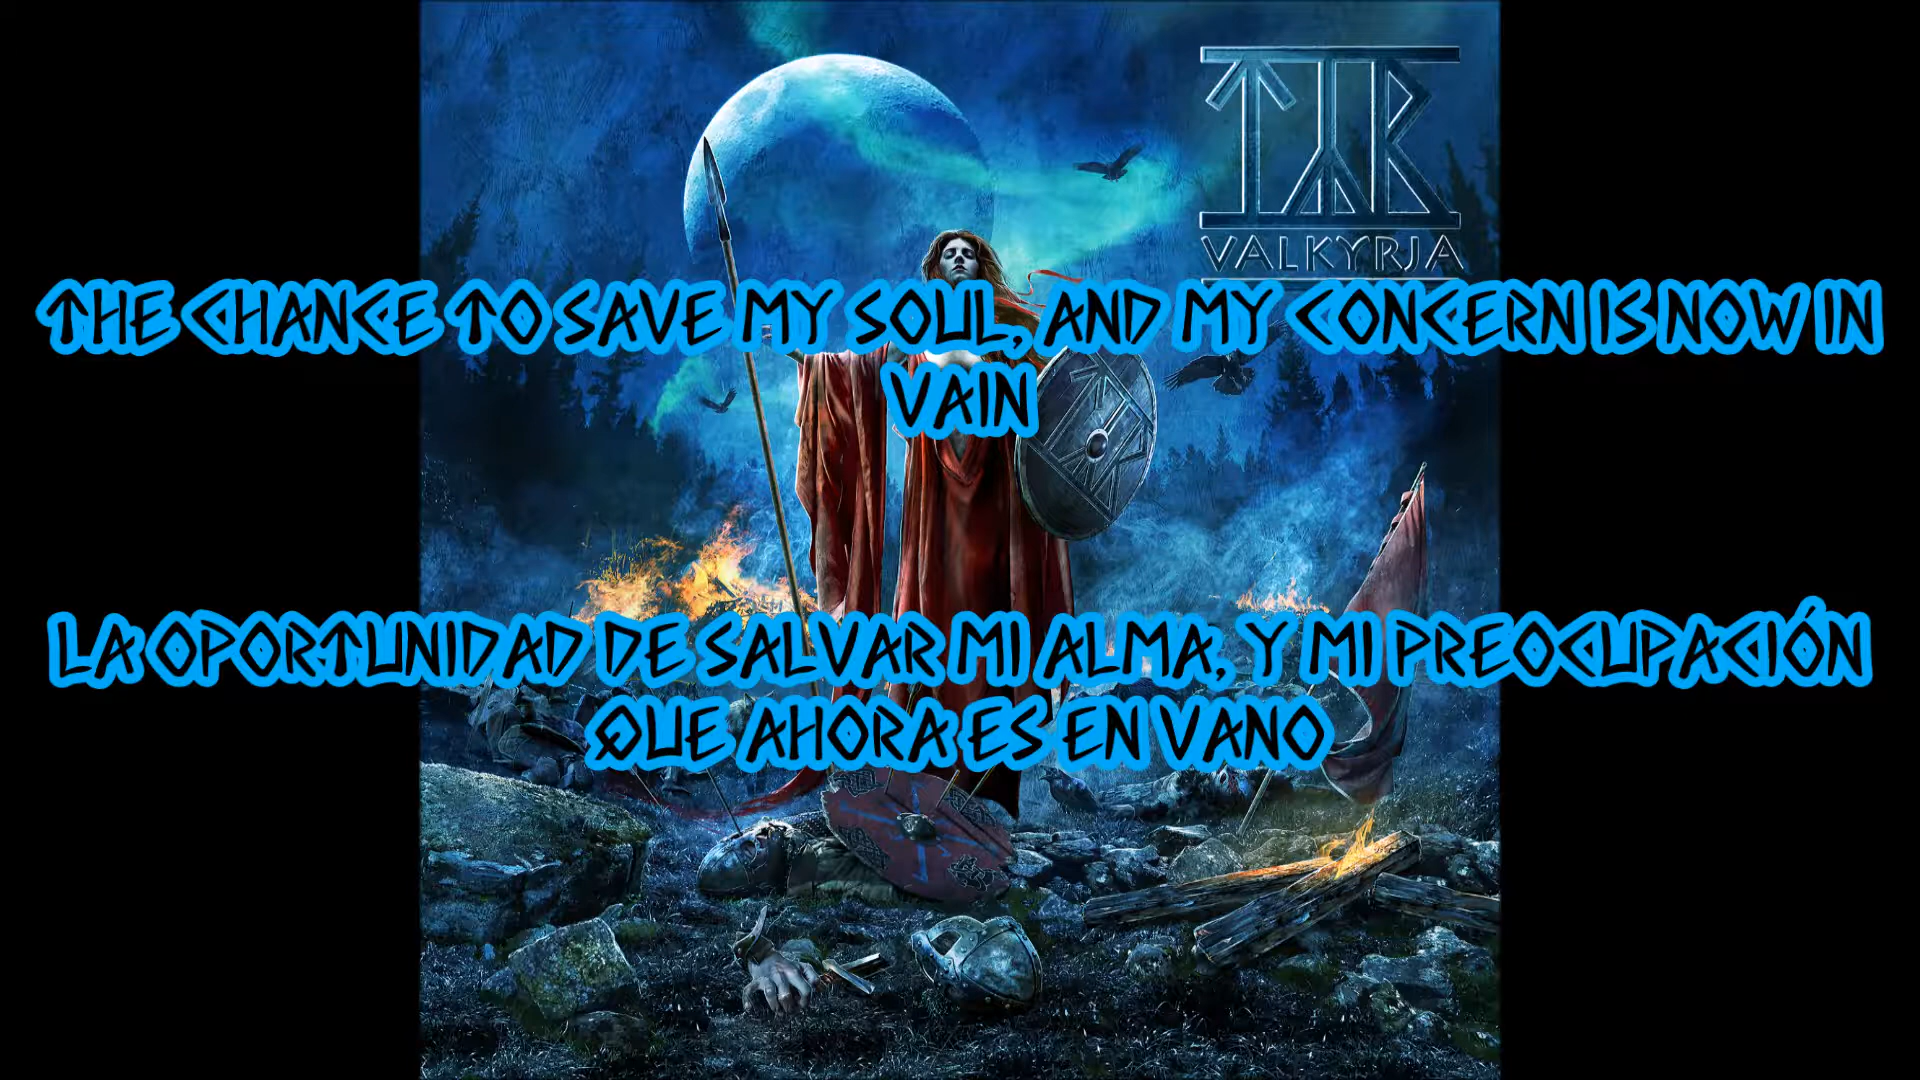 TÝR
VALKYRJA
THE CHANCE TO SAVE MY SOUL, AND MY CONCERN IS NOW IN
VAIN
LA OPORTUNIDAD DE SALVAR MI ALMA, Y MI PREOCUPACIÓN
QUE AHORA ES EN VANO